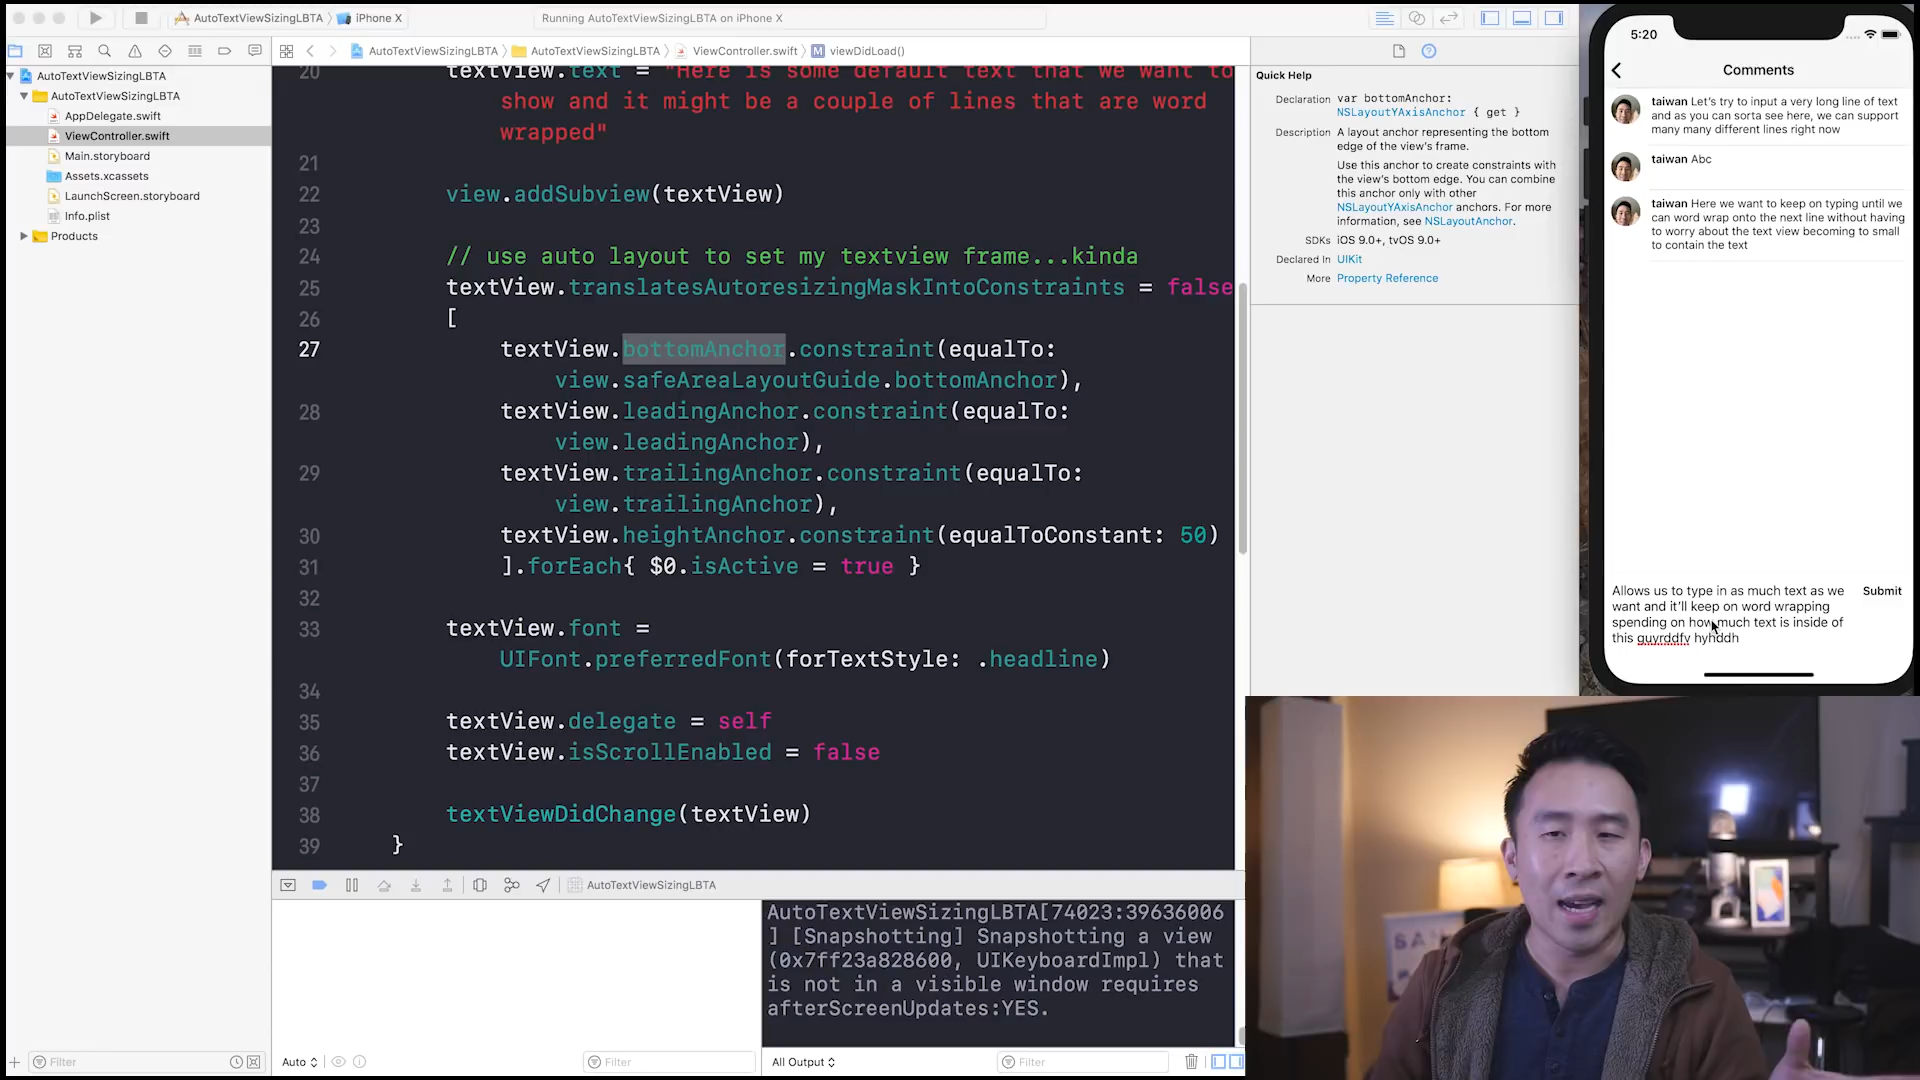 AutoTextViewSizingLBTA 〉 iPhone X
Running AutoTextViewSizingLBTA on iPhone X
AutoTextViewSizingLBTA 〉 AutoTextViewSizingLBTA 〉 ViewController.swift 〉 M viewDidLoad()
AutoTextViewSizingLBTA
AutoTextViewSizingLBTA
AppDelegate.swift
ViewController.swift
Main.storyboard
Assets.xcassets
LaunchScreen.storyboard
Info.plist
Products
Filter
20 textView.text = "Here is some default text that we want to
show and it might be a couple of lines that are word
wrapped"
21
22 view.addSubview(textView)
23
24 // use auto layout to set my textview frame...kinda
25 textView.translatesAutoresizingMaskIntoConstraints = false
26 [
27 textView.bottomAnchor.constraint(equalTo:
view.safeAreaLayoutGuide.bottomAnchor),
28 textView.leadingAnchor.constraint(equalTo:
view.leadingAnchor),
29 textView.trailingAnchor.constraint(equalTo:
view.trailingAnchor),
30 textView.heightAnchor.constraint(equalToConstant: 50)
31 ].forEach{ $0.isActive = true }
32
33 textView.font =
UIFont.preferredFont(forTextStyle: .headline)
34
35 textView.delegate = self
36 textView.isScrollEnabled = false
37
38 textViewDidChange(textView)
39 }
AutoTextViewSizingLBTA
AutoTextViewSizingLBTA[74023:39636006
] [Snapshotting] Snapshotting a view
(0x7ff23a828600, UIKeyboardImpl) that
is not in a visible window requires
afterScreenUpdates:YES.
Auto
Filter
All Output
Filter
Quick Help
Declaration var bottomAnchor:
NSLayoutYAxisAnchor { get }
Description A layout anchor representing the bottom
edge of the view's frame.
Use this anchor to create constraints with
the view's bottom edge. You can combine
this anchor only with other
NSLayoutYAxisAnchor anchors. For more
information, see NSLayoutAnchor.
SDKs iOS 9.0+, tvOS 9.0+
Declared In UIKit
More Property Reference
5:20
Comments
taiwan Let's try to input a very long line of text
and as you can sorta see here, we can support
many many different lines right now
taiwan Abc
taiwan Here we want to keep on typing until we
can word wrap onto the next line without having
to worry about the text view becoming to small
to contain the text
Allows us to type in as much text as we
want and it'll keep on word wrapping
spending on how much text is inside of
this guyrddfv hyhddh
Submit